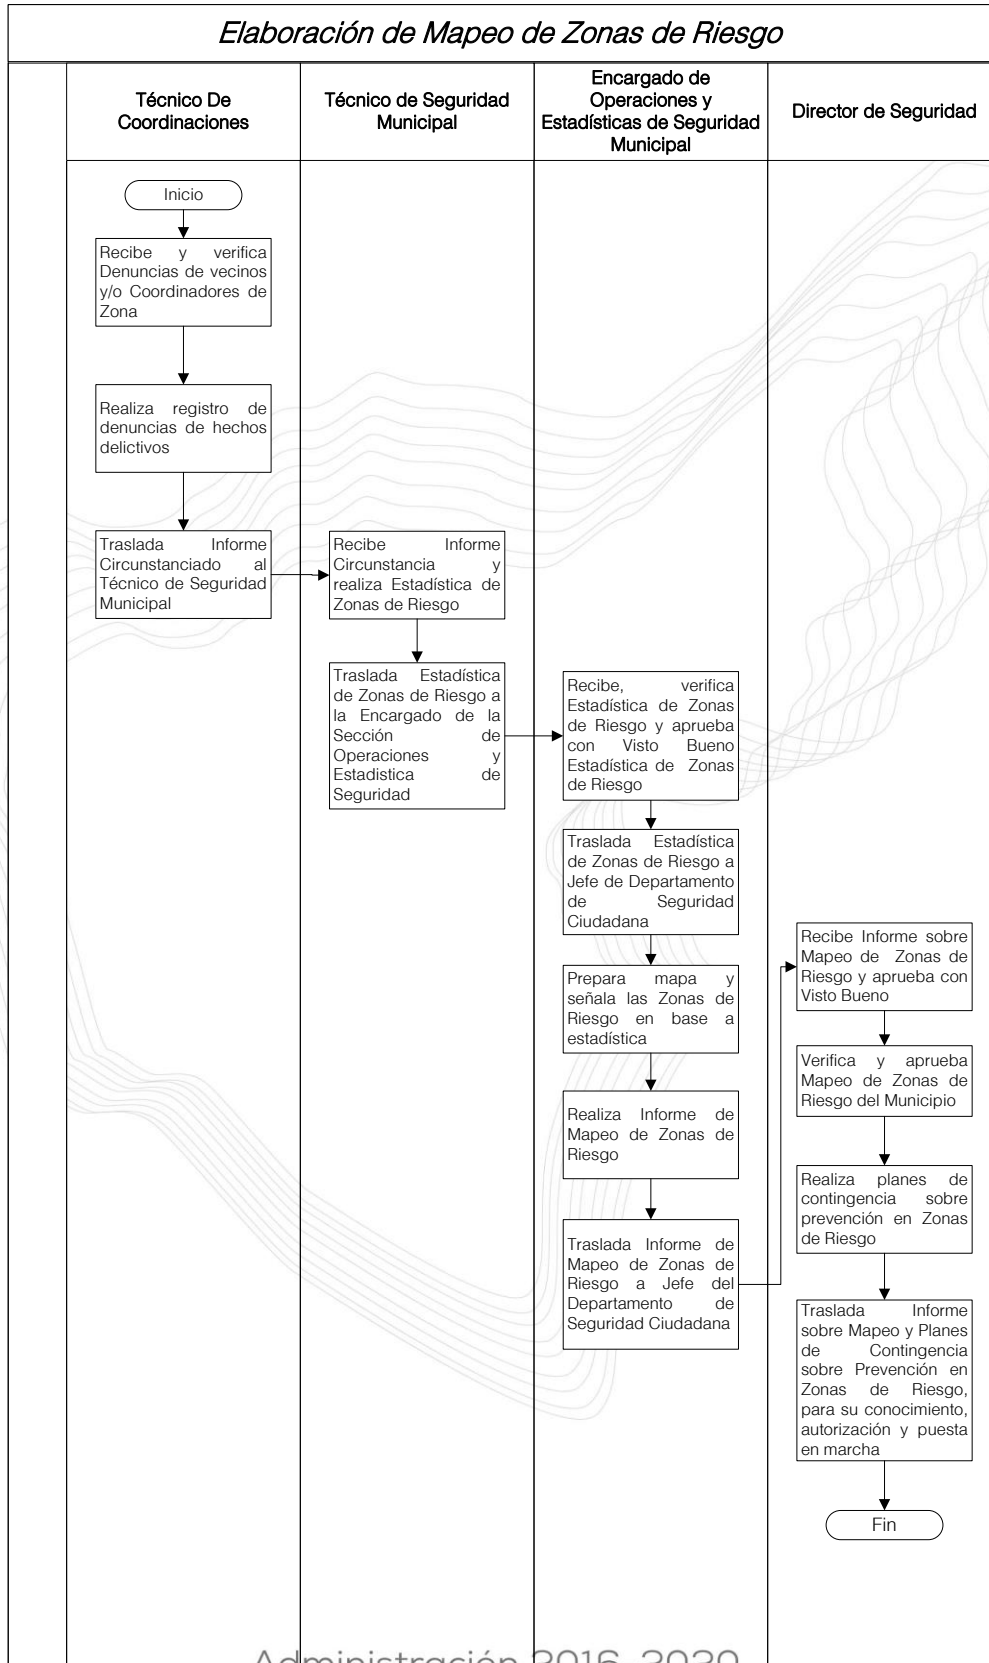 Elaboración de Mapeo de Zonas de Riesgo
Técnico De
Coordinaciones
Técnico de Seguridad
Municipal
Encargado de
Operaciones y
Estadísticas de Seguridad
Municipal
Director de Seguridad
Inicio
Recibe y verifica
Denuncias de vecinos
y/o Coordinadores de
Zona
Realiza registro de
denuncias de hechos
delictivos
Traslada Informe
Circunstanciado al
Técnico de Seguridad
Municipal
Recibe Informe
Circunstancia y
realiza Estadística de
Zonas de Riesgo
Traslada Estadística
de Zonas de Riesgo a
la Encargado de la
Sección de
Operaciones y
Estadistica de
Seguridad
Recibe, verifica
Estadística de Zonas
de Riesgo y aprueba
con Visto Bueno
Estadística de Zonas
de Riesgo
Traslada Estadística
de Zonas de Riesgo a
Jefe de Departamento
de Seguridad
Ciudadana
Prepara mapa y
señala las Zonas de
Riesgo en base a
estadística
Realiza Informe de
Mapeo de Zonas de
Riesgo
Traslada Informe de
Mapeo de Zonas de
Riesgo a Jefe del
Departamento de
Seguridad Ciudadana
Recibe Informe sobre
Mapeo de Zonas de
Riesgo y aprueba con
Visto Bueno
Verifica y aprueba
Mapeo de Zonas de
Riesgo del Municipio
Realiza planes de
contingencia sobre
prevención en Zonas
de Riesgo
Traslada Informe
sobre Mapeo y Planes
de Contingencia
sobre Prevención en
Zonas de Riesgo,
para su conocimiento,
autorización y puesta
en marcha
Fin
Administración 2016-2020